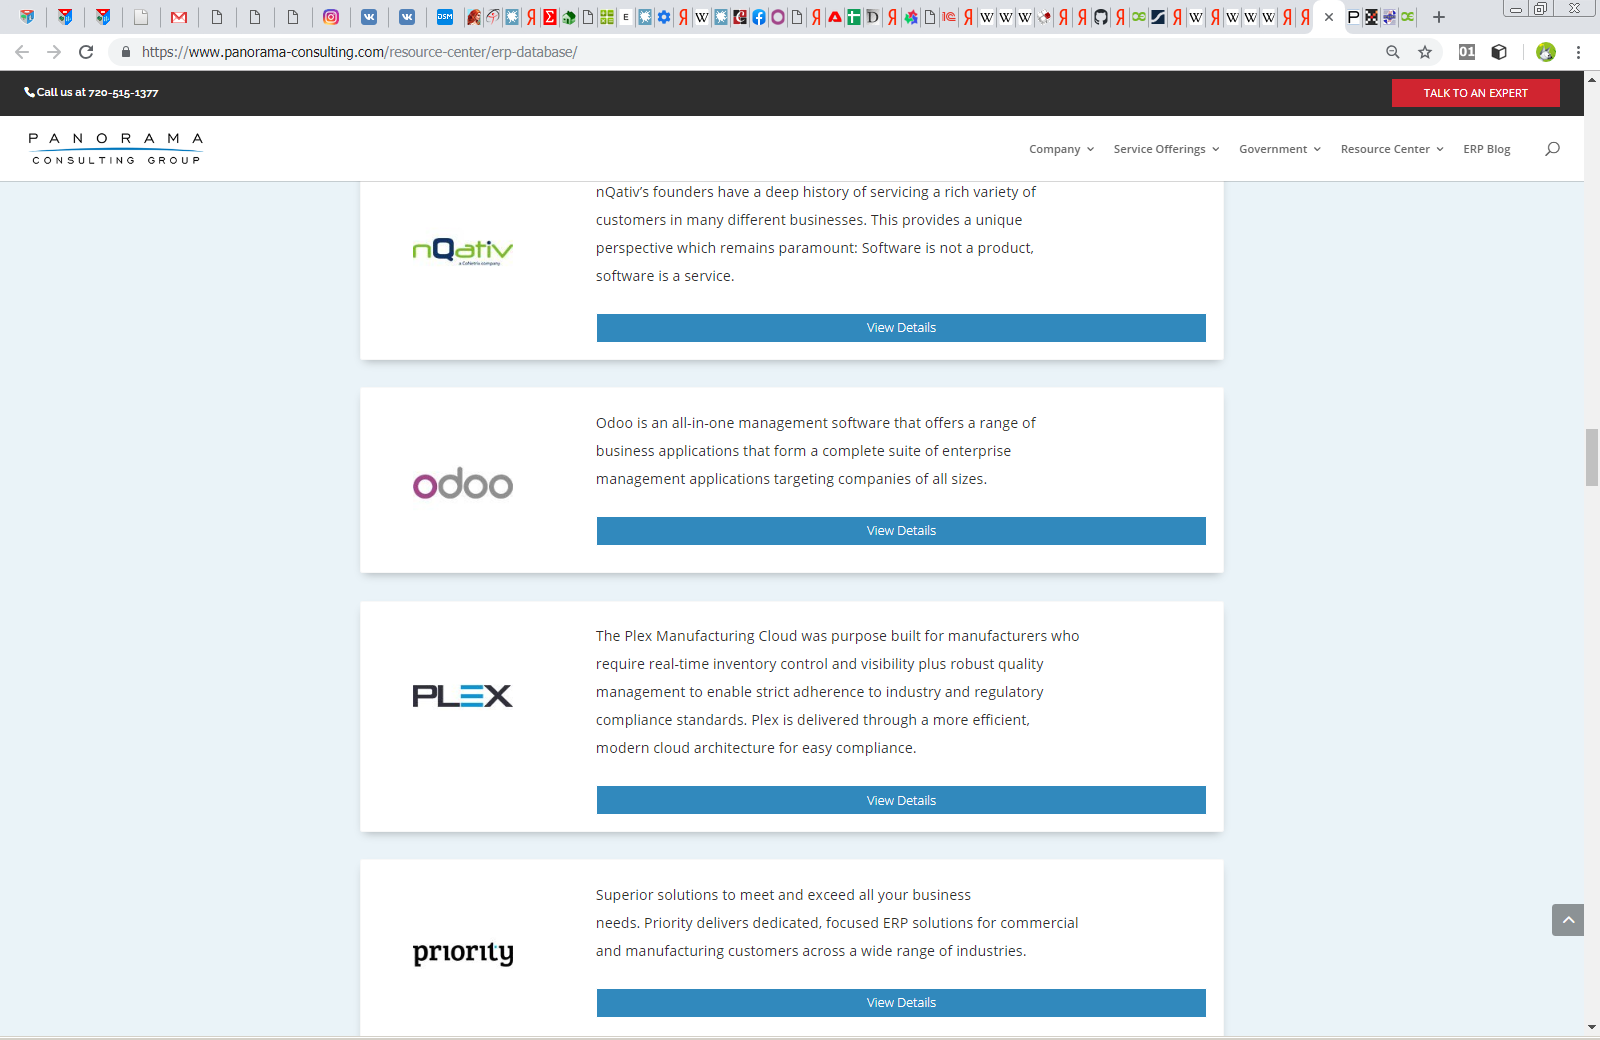 https://www.panorama-consulting.com/resource-center/erp-database/
Call us at 720-515-1377
TALK TO AN EXPERT
PANORAMA
CONSULTING GROUP
Company
Service Offerings
Government
Resource Center
ERP Blog
nQativ’s founders have a deep history of servicing a rich variety of
customers in many different businesses. This provides a unique
perspective which remains paramount: Software is not a product,
software is a service.
nQativ
View Details
Odoo is an all-in-one management software that offers a range of
business applications that form a complete suite of enterprise
management applications targeting companies of all sizes.
odoo
View Details
The Plex Manufacturing Cloud was purpose built for manufacturers who
require real-time inventory control and visibility plus robust quality
management to enable strict adherence to industry and regulatory
compliance standards. Plex is delivered through a more efficient,
modern cloud architecture for easy compliance.
PLEX
View Details
Superior solutions to meet and exceed all your business
needs. Priority delivers dedicated, focused ERP solutions for commercial
and manufacturing customers across a wide range of industries.
priority
View Details